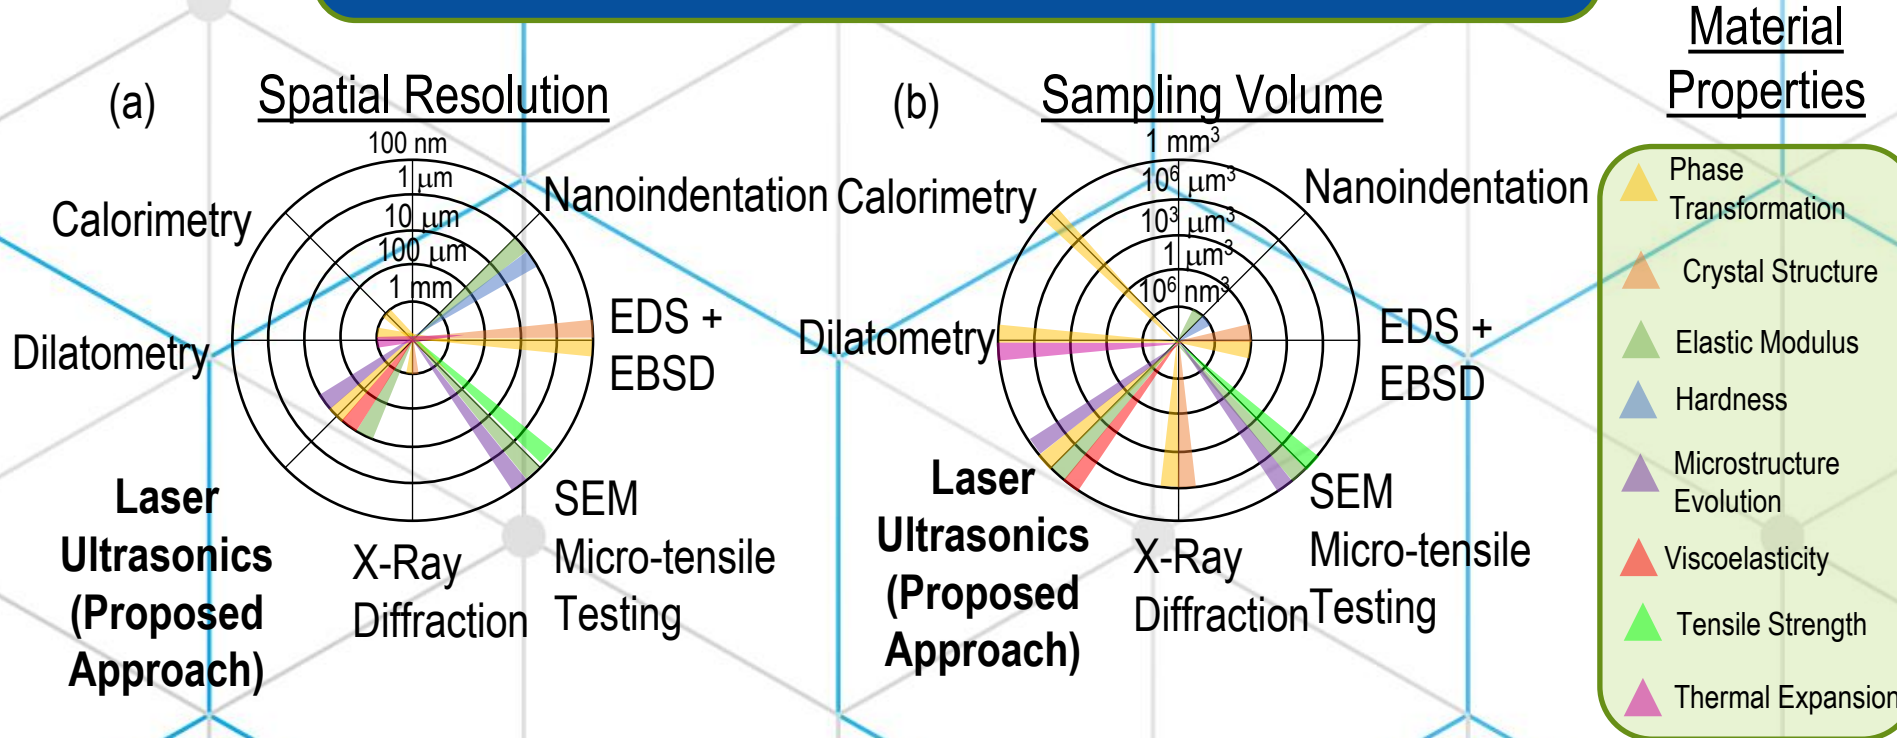 (a)
Spatial Resolution
100 nm
1 μm
10 μm
100 μm
1 mm
Calorimetry
Nanoindentation
Dilatometry
EDS +
EBSD
Laser
Ultrasonics
(Proposed
Approach)
X-Ray
Diffraction
SEM
Micro-tensile
Testing
(b)
Sampling Volume
1 mm³
10⁶ μm³
10³ μm³
1 μm³
10⁶ nm³
Calorimetry
Nanoindentation
Dilatometry
EDS +
EBSD
Laser
Ultrasonics
(Proposed
Approach)
X-Ray
Diffraction
SEM
Micro-tensile
Testing
Material
Properties
Phase
Transformation
Crystal Structure
Elastic Modulus
Hardness
Microstructure
Evolution
Viscoelasticity
Tensile Strength
Thermal Expansion